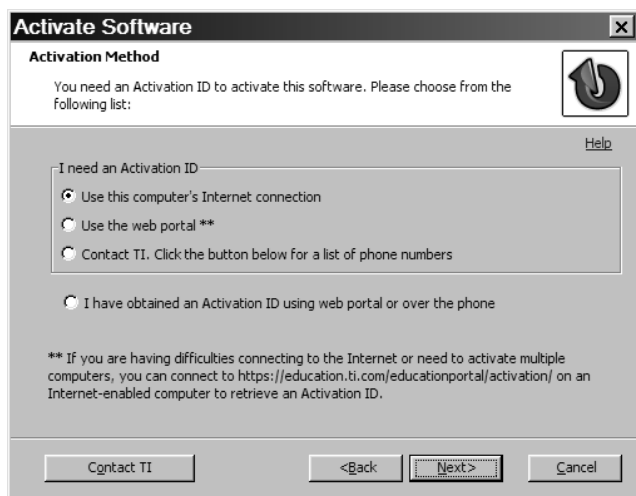 Activate Software
Activation Method
You need an Activation ID to activate this software. Please choose from the
following list:
Help
I need an Activation ID
Use this computer's Internet connection
Use the web portal **
Contact TI. Click the button below for a list of phone numbers
I have obtained an Activation ID using web portal or over the phone
** If you are having difficulties connecting to the Internet or need to activate multiple
computers, you can connect to https://education.ti.com/educationportal/activation/ on an
Internet-enabled computer to retrieve an Activation ID.
Contact TI
<Back
Next>
Cancel